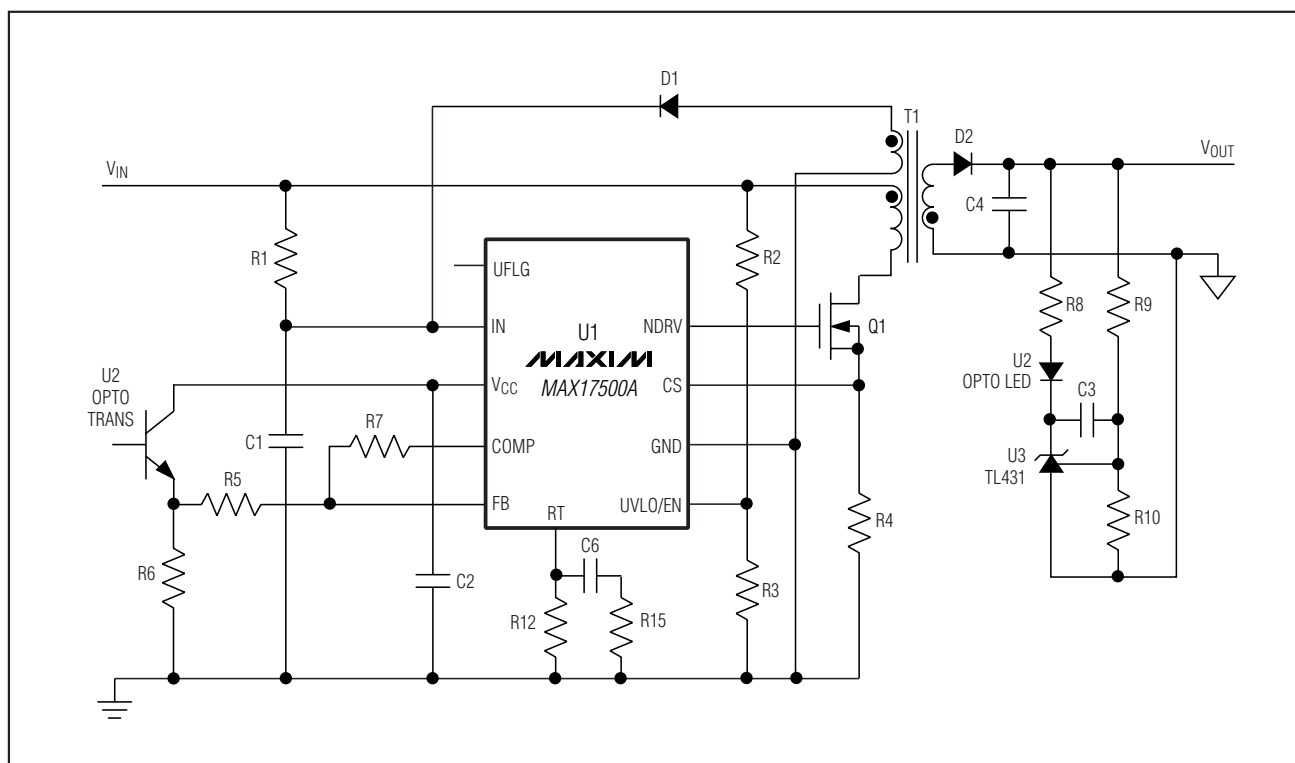 D1
T1
D2
VIN
VOUT
C4
R1
R2
UFLG
R8
R9
IN
U1
NDRV
Q1
MAXIM
U2
OPTO
TRANS
VCC
MAX17500A
CS
U2
OPTO LED
C3
C1
R7
COMP
GND
U3
TL431
R5
FB
UVLO/EN
R4
R10
RT
C6
R6
C2
R12
R15
R3